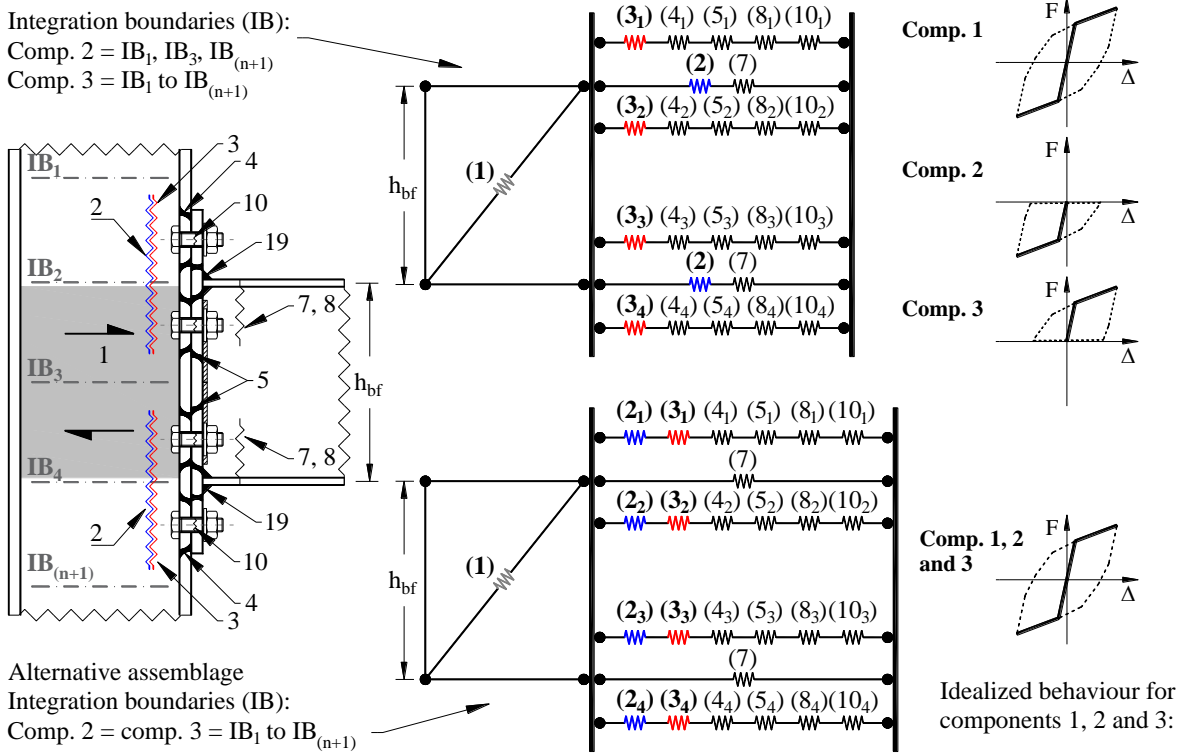 Integration boundaries (IB):
Comp. 2 = IB₁, IB₃, IB₍ₙ₊₁₎
Comp. 3 = IB₁ to IB₍ₙ₊₁₎
IB₁
IB₂
IB₃
IB₄
IB₍ₙ₊₁₎
3
4
2
10
19
7, 8
1
5
h_bf
7, 8
19
2
10
4
3
(3₁) (4₁) (5₁) (8₁) (10₁)
(2) (7)
(3₂) (4₂) (5₂) (8₂) (10₂)
h_bf
(1)
(3₃) (4₃) (5₃) (8₃) (10₃)
(2) (7)
(3₄) (4₄) (5₄) (8₄) (10₄)
Comp. 1
F
Δ
Comp. 2
F
Δ
Comp. 3
F
Δ
(2₁) (3₁) (4₁) (5₁) (8₁) (10₁)
(7)
(2₂) (3₂) (4₂) (5₂) (8₂) (10₂)
h_bf
(1)
(2₃) (3₃) (4₃) (5₃) (8₃) (10₃)
(7)
(2₄) (3₄) (4₄) (5₄) (8₄) (10₄)
Comp. 1, 2
and 3
F
Δ
Alternative assemblage
Integration boundaries (IB):
Comp. 2 = comp. 3 = IB₁ to IB₍ₙ₊₁₎
Idealized behaviour for
components 1, 2 and 3: